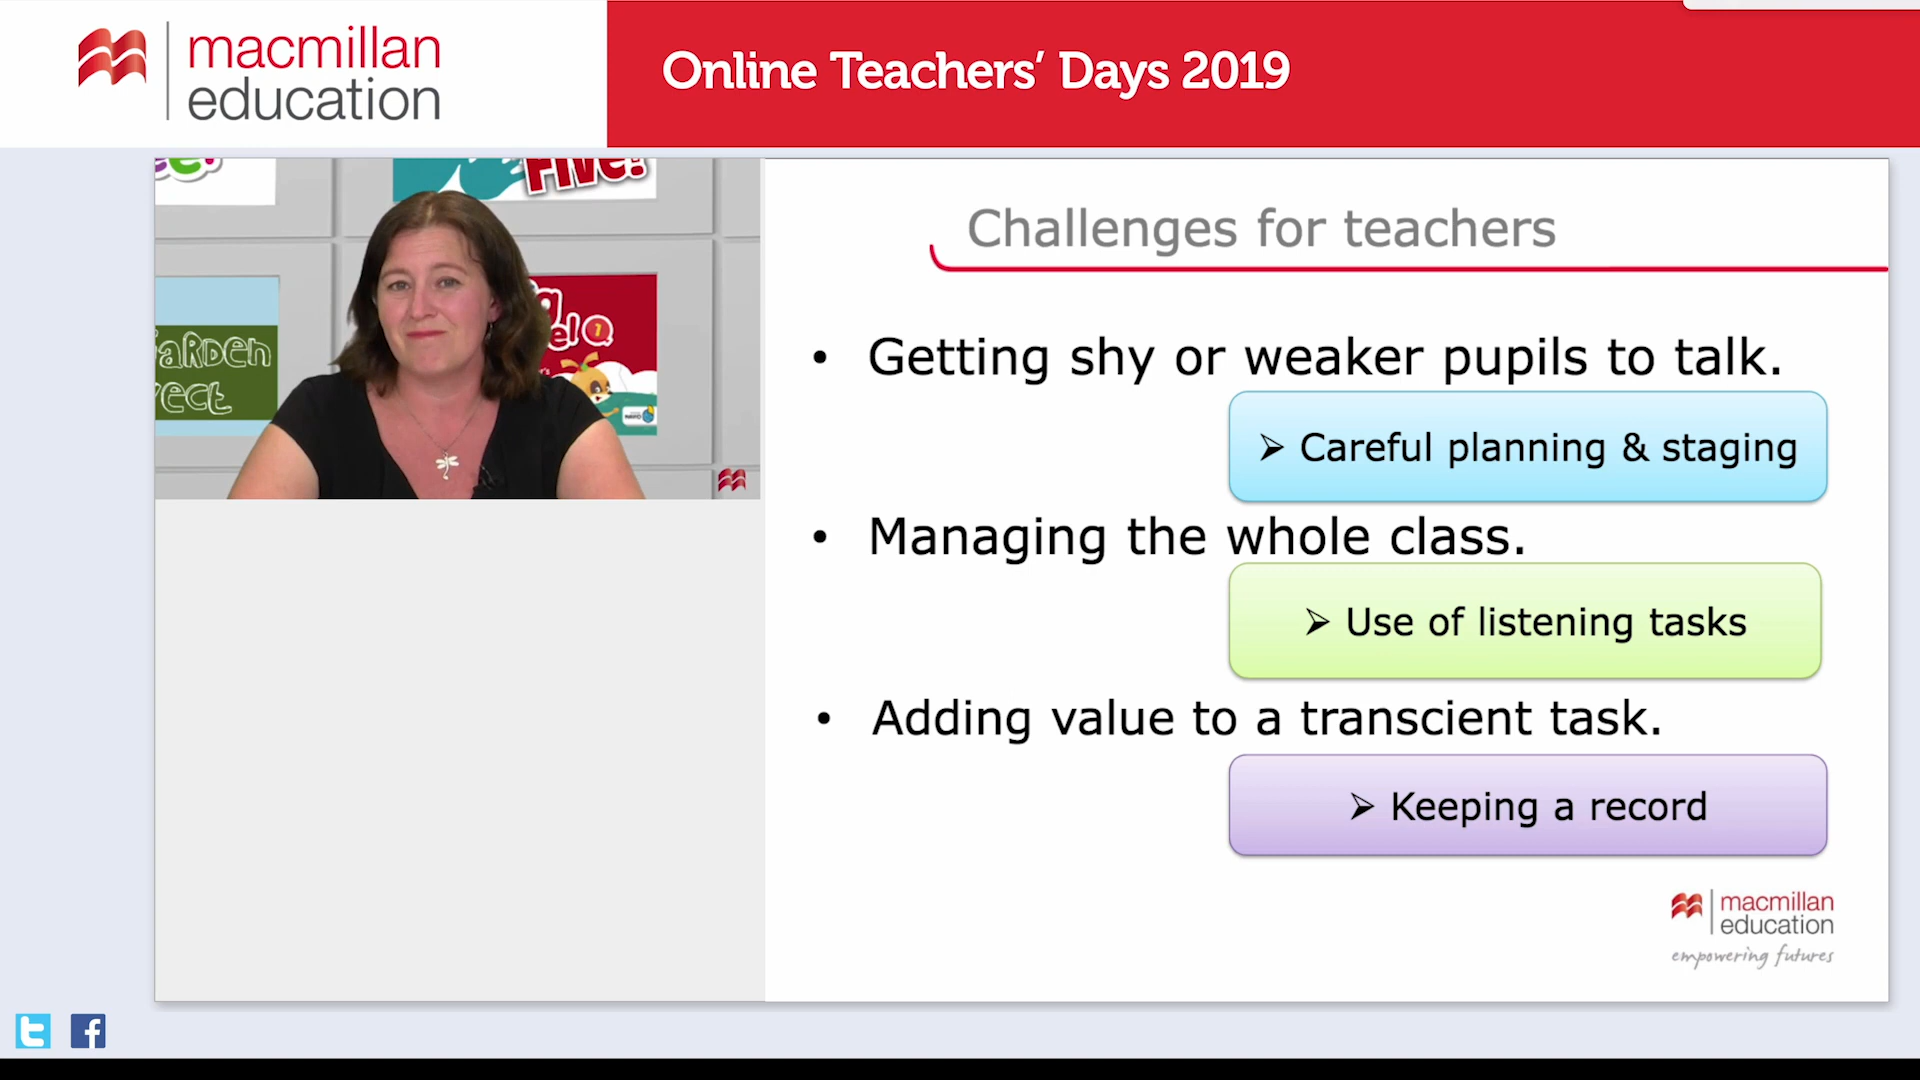 macmillan
education
Online Teachers' Days 2019
Five!
GaRDen
Challenges for teachers
• Getting shy or weaker pupils to talk.
➢ Careful planning & staging
• Managing the whole class.
➢ Use of listening tasks
• Adding value to a transcient task.
➢ Keeping a record
macmillan
education
empowering futures